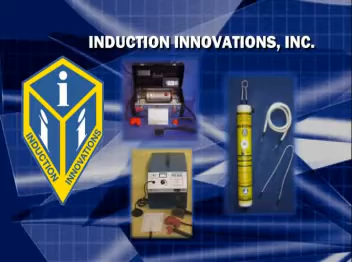 INDUCTION INNOVATIONS, INC.
i
i i
INDUCTION
INNOVATIONS